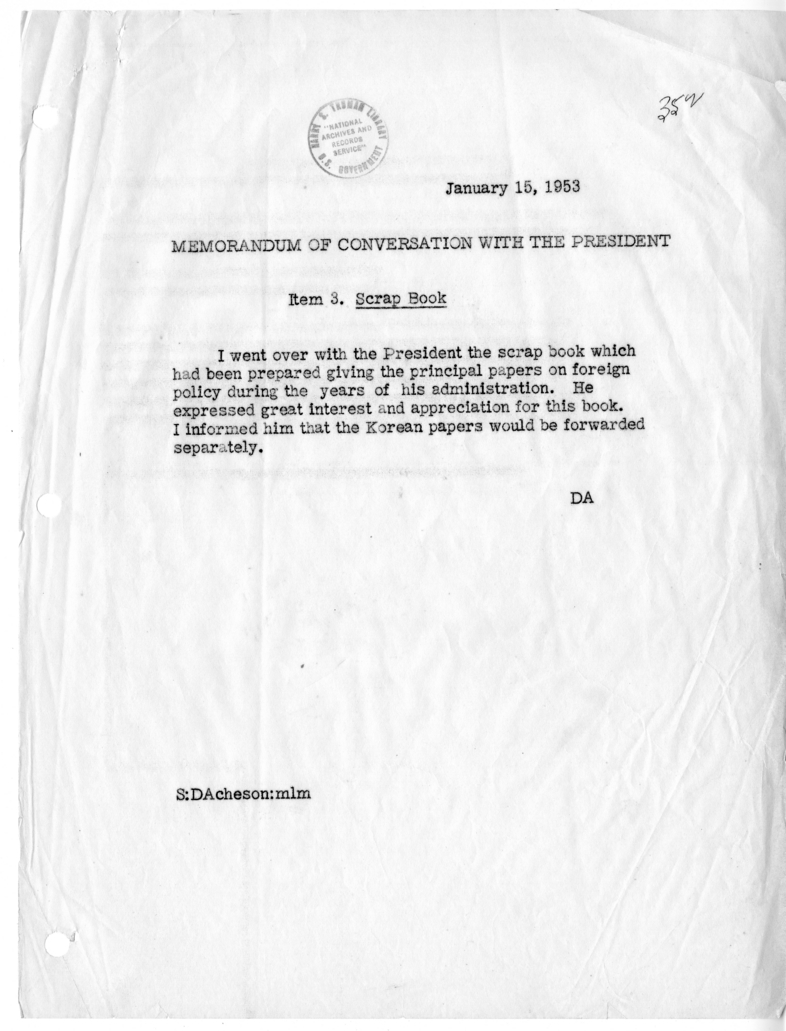 HARRY S. TRUMAN LIBRARY
"NATIONAL
ARCHIVES AND
RECORDS
SERVICE"
U.S. GOVERNMENT
January 15, 1953
MEMORANDUM OF CONVERSATION WITH THE PRESIDENT
Item 3. Scrap Book
I went over with the President the scrap book which
had been prepared giving the principal papers on foreign
policy during the years of his administration. He
expressed great interest and appreciation for this book.
I informed him that the Korean papers would be forwarded
separately.
DA
S:DAcheson:mlm